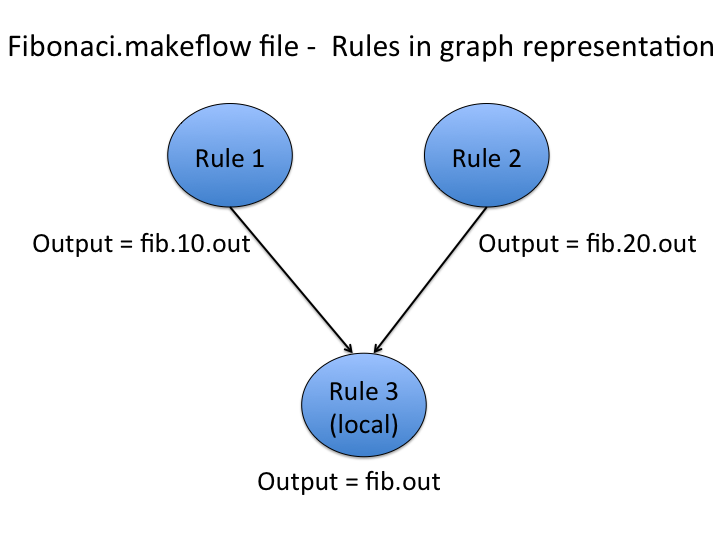 Fibonaci.makeflow file - Rules in graph representation
Rule 1
Rule 2
Output = fib.10.out
Output = fib.20.out
Rule 3
(local)
Output = fib.out